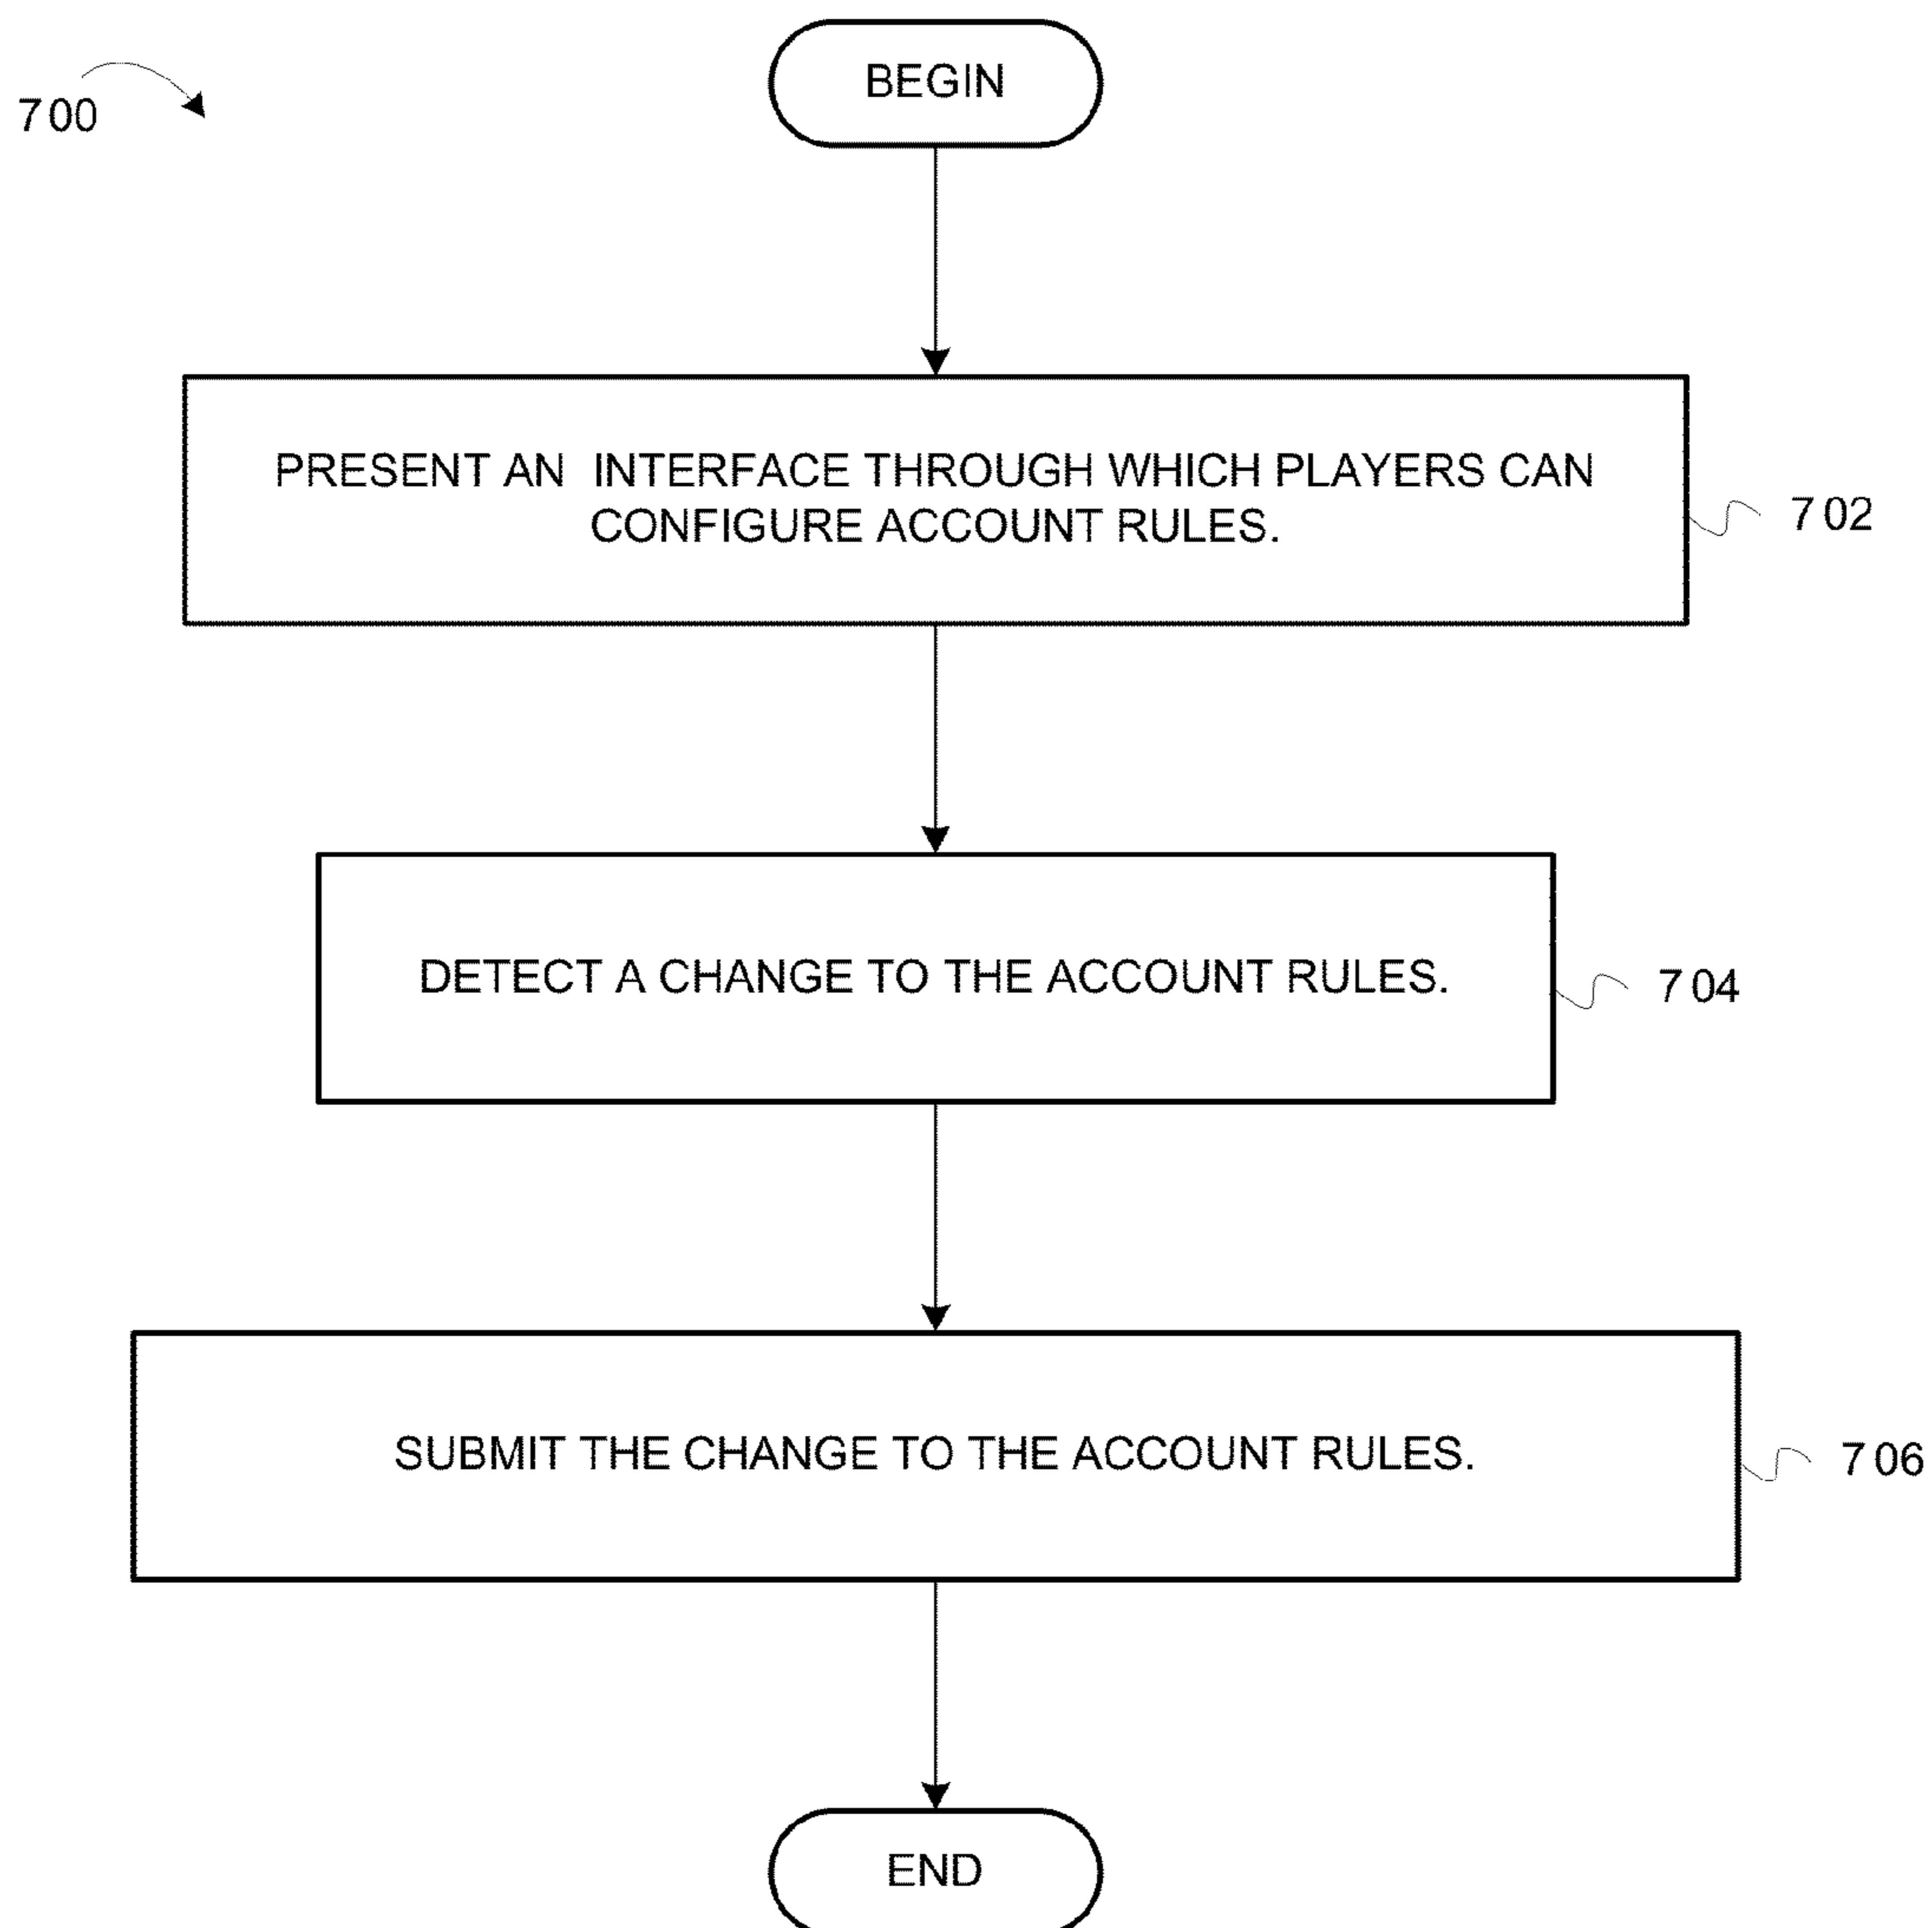 BEGIN
700
PRESENT AN INTERFACE THROUGH WHICH PLAYERS CAN
CONFIGURE ACCOUNT RULES.
702
DETECT A CHANGE TO THE ACCOUNT RULES.
704
SUBMIT THE CHANGE TO THE ACCOUNT RULES.
706
END